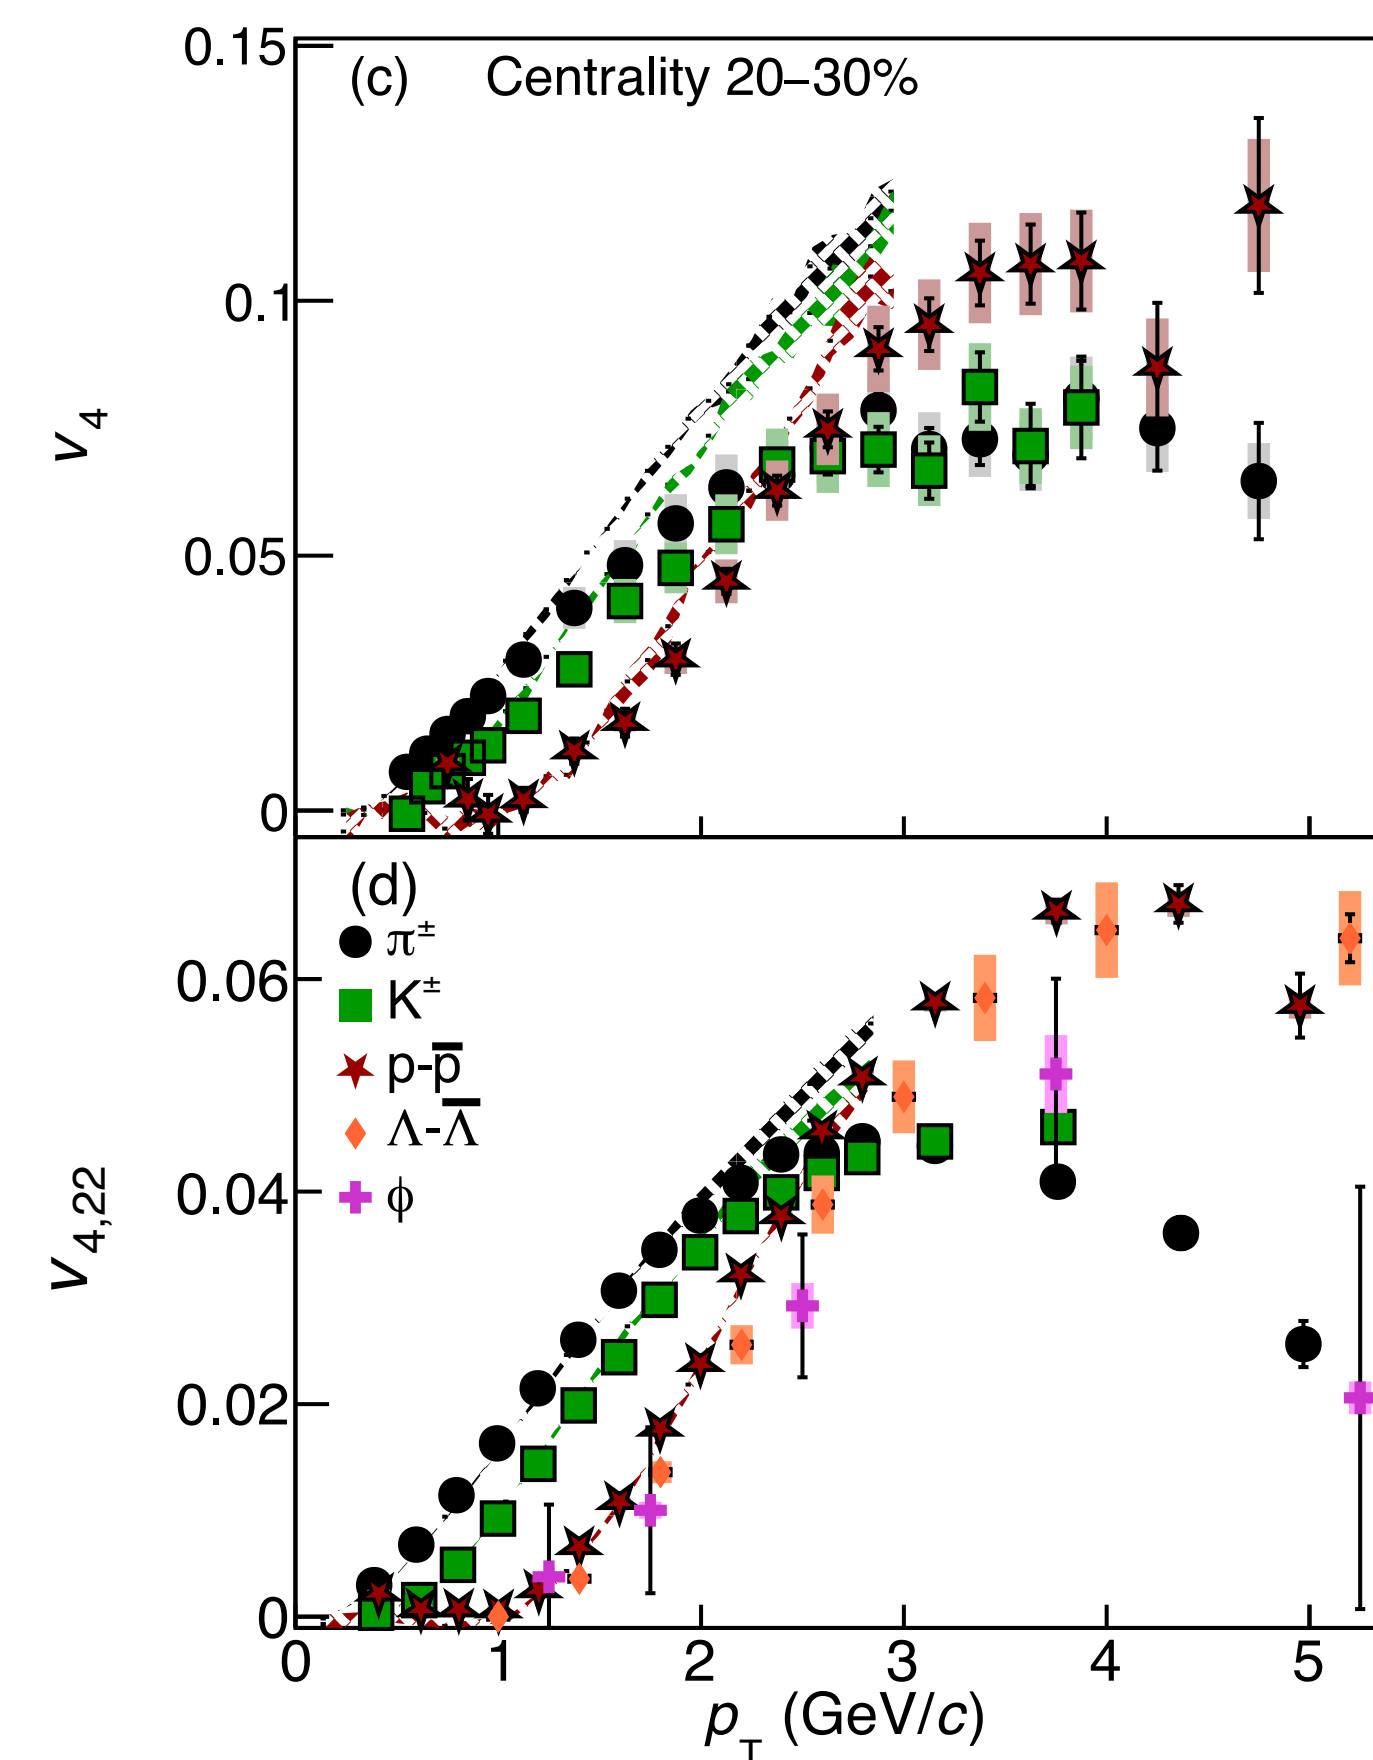 0.15
(c) Centrality 20–30%
0.1
v4
0.05
0
(d)
π±
0.06
K±
p-p̅
Λ-Λ̅
0.04
ϕ
v4,22
0.02
0
0 1 2 3 4 5
pT (GeV/c)